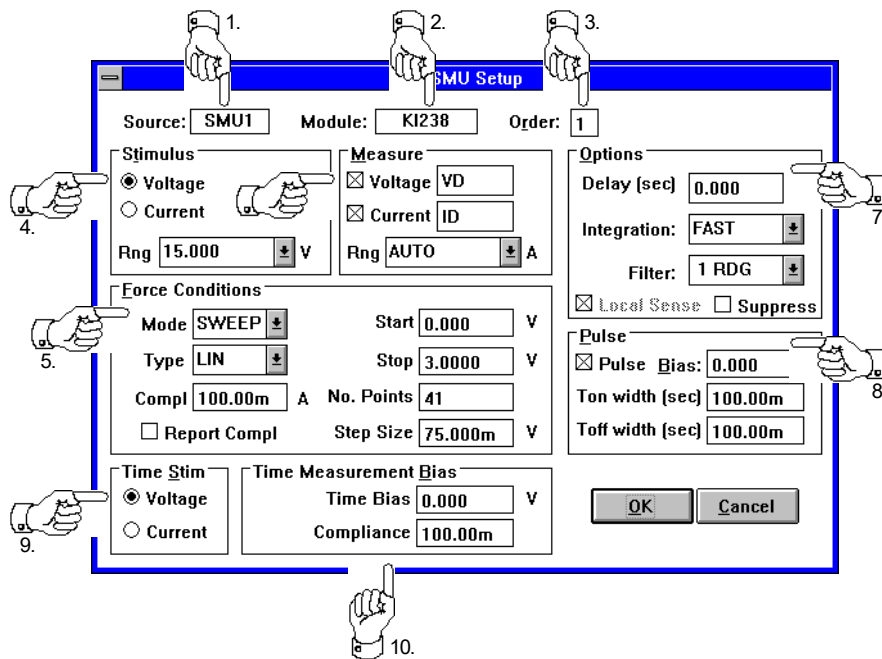 1.
2.
3.
SMU Setup
Source: SMU1 Module: KI238 Order: 1
Stimulus
Voltage
Current
Rng 15.000 V
4.
Measure
Voltage VD
Current ID
Rng AUTO A
Options
Delay (sec) 0.000
Integration: FAST
Filter: 1 RDG
Local Sense Suppress
7
Force Conditions
Mode SWEEP
Type LIN
Compl 100.00m A
Report Compl
Start 0.000 V
Stop 3.0000 V
No. Points 41
Step Size 75.000m V
5.
Pulse
Pulse Bias: 0.000
Ton width (sec) 100.00m
Toff width (sec) 100.00m
8
Time Stim
Voltage
Current
9.
Time Measurement Bias
Time Bias 0.000 V
Compliance 100.00m
OK Cancel
10.